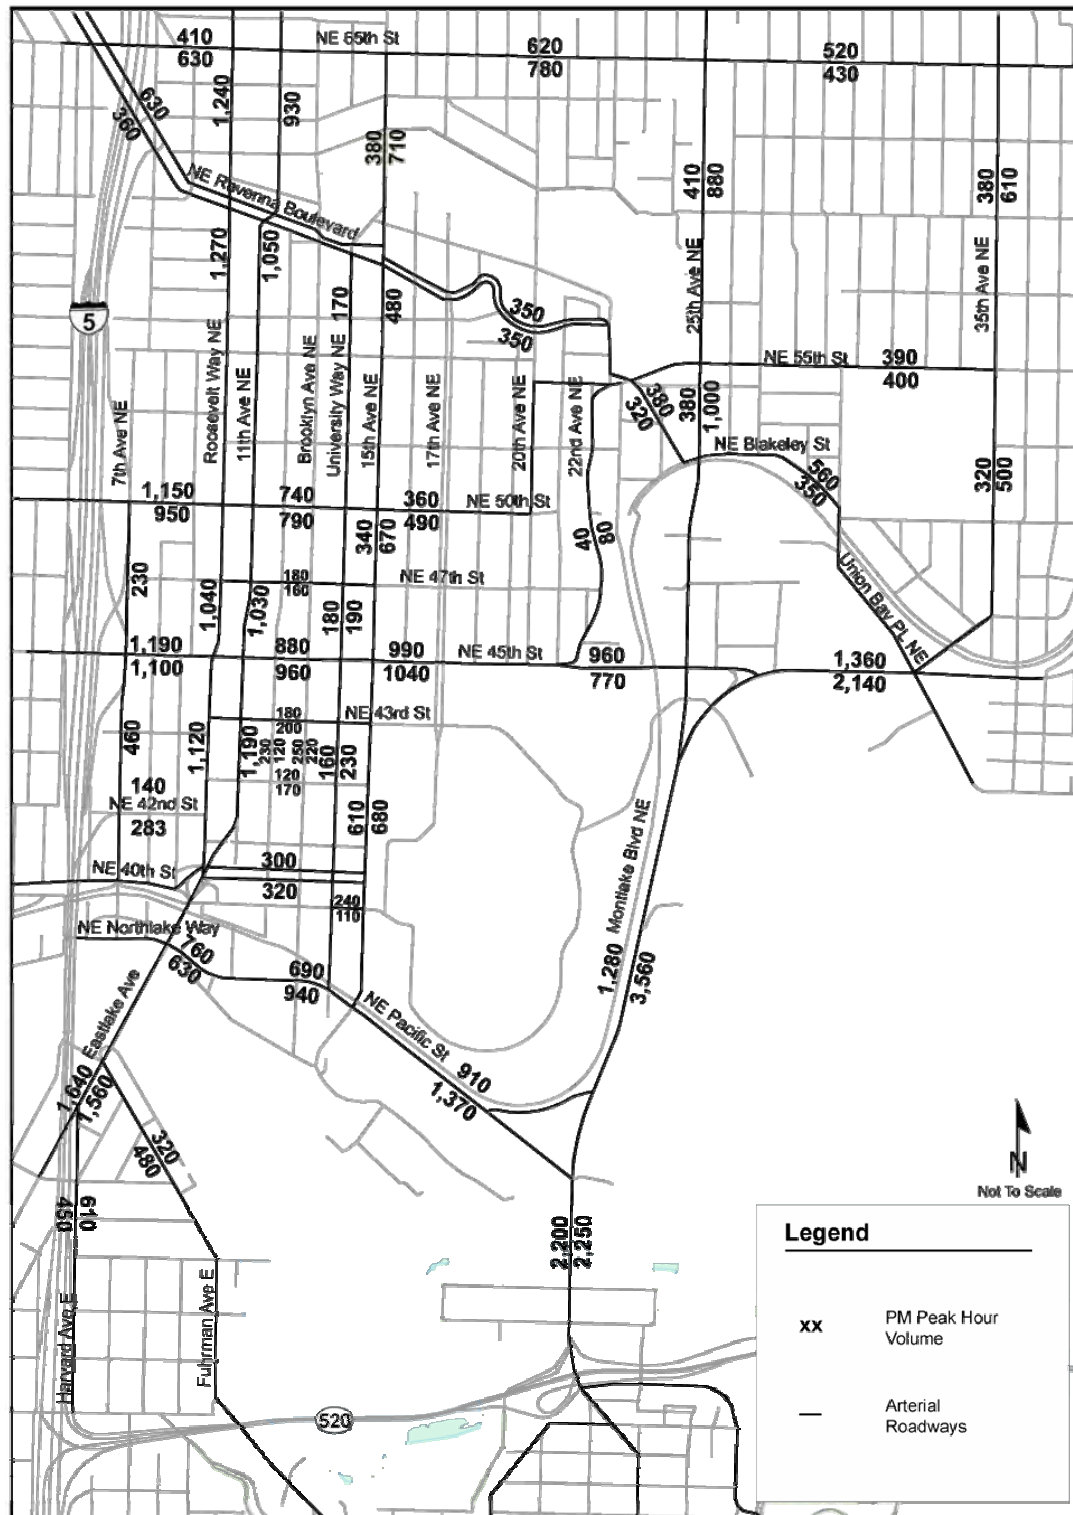 410
NE 65th St
630
620
780
520
430
630
360
1,240
930
380
710
410
880
380
610
NE Ravenna Boulevard
1,270
1,050
170
480
350
350
25th Ave NE
35th Ave NE
5
NE 55th St
390
400
7th Ave NE
Roosevelt Way NE
11th Ave NE
Brooklyn Ave NE
University Way NE
15th Ave NE
17th Ave NE
20th Ave NE
22nd Ave NE
380
320
380
1,000
NE Blakeley St
560
350
320
500
1,150
950
740
790
360
490
NE 50th St
340
670
40
80
230
1,040
1,030
180
160
NE 47th St
180
190
Union Bay PL NE
1,190
1,100
880
960
990
1040
NE 45th St
960
770
1,360
2,140
180
200
NE 43rd St
460
1,120
1,190
230
120
250
220
160
230
120
170
140
NE 42nd St
283
610
680
NE 40th St
300
320
240
110
Montlake Blvd NE
1,280
3,560
NE Northlake Way
760
630
690
940
Eastlake Ave
NE Pacific St
910
1,370
1,640
1,560
320
480
450
610
2,200
2,250
Harvard Ave E
Fuhrman Ave E
520
N
Not To Scale
Legend
xx
PM Peak Hour
Volume
Arterial
Roadways